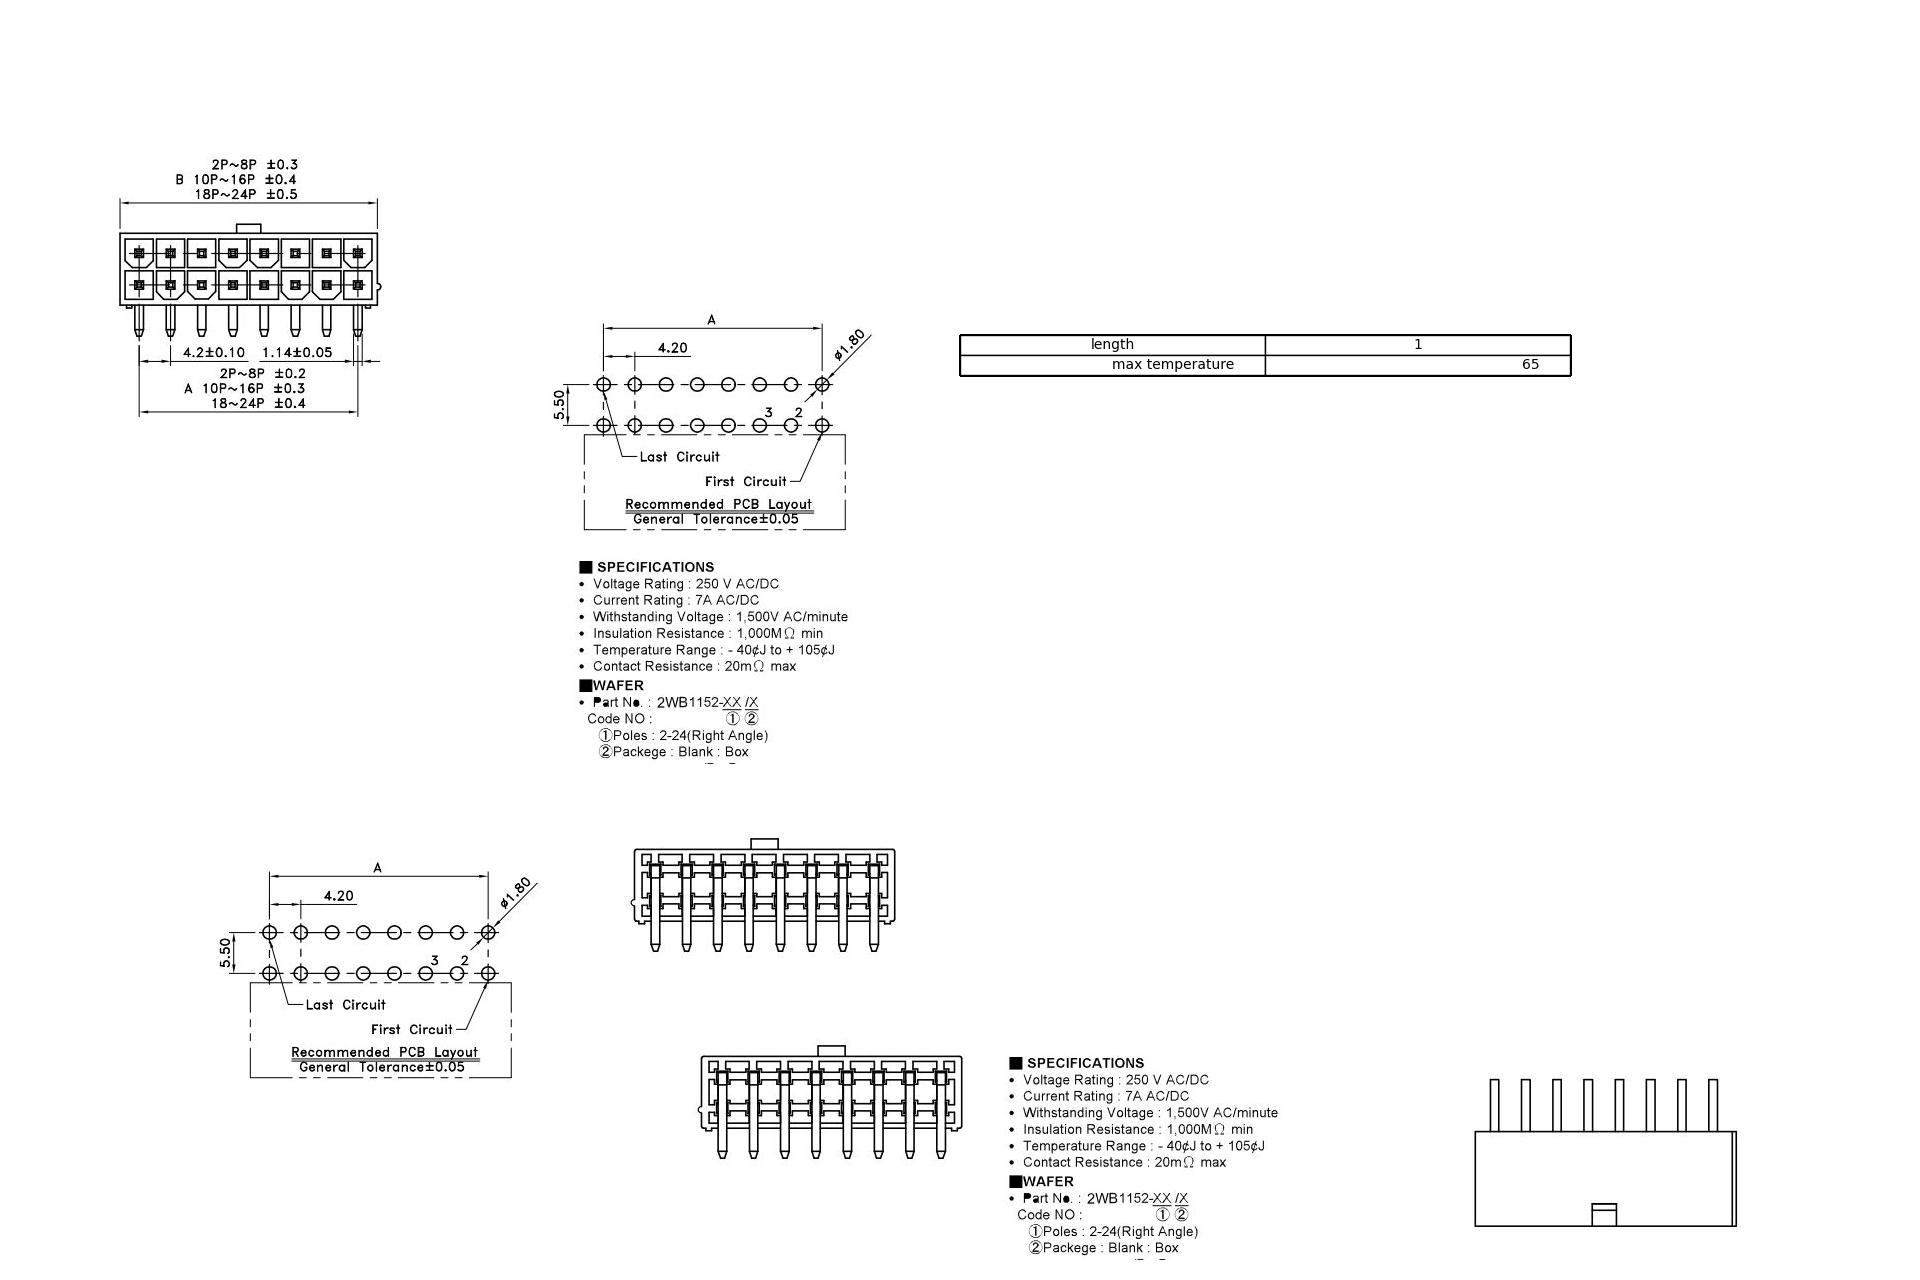 2P~8P ±0.3
B 10P~16P ±0.4
18P~24P ±0.5
4.2±0.10 1.14±0.05
2P~8P ±0.2
A 10P~16P ±0.3
18~24P ±0.4
A
4.20
ø1.80
5.50
3 2
Last Circuit
First Circuit
Recommended PCB Layout
General Tolerance±0.05
length 1
max temperature 65
■ SPECIFICATIONS
• Voltage Rating : 250 V AC/DC
• Current Rating : 7A AC/DC
• Withstanding Voltage : 1,500V AC/minute
• Insulation Resistance : 1,000MΩ min
• Temperature Range : - 40¢J to + 105¢J
• Contact Resistance : 20mΩ max
■WAFER
• Part No. : 2WB1152-XX /X
Code NO : ① ②
①Poles : 2-24(Right Angle)
②Packege : Blank : Box
A
4.20
ø1.80
5.50
3 2
Last Circuit
First Circuit
Recommended PCB Layout
General Tolerance±0.05
■ SPECIFICATIONS
• Voltage Rating : 250 V AC/DC
• Current Rating : 7A AC/DC
• Withstanding Voltage : 1,500V AC/minute
• Insulation Resistance : 1,000MΩ min
• Temperature Range : - 40¢J to + 105¢J
• Contact Resistance : 20mΩ max
■WAFER
• Part No. : 2WB1152-XX /X
Code NO : ① ②
①Poles : 2-24(Right Angle)
②Packege : Blank : Box